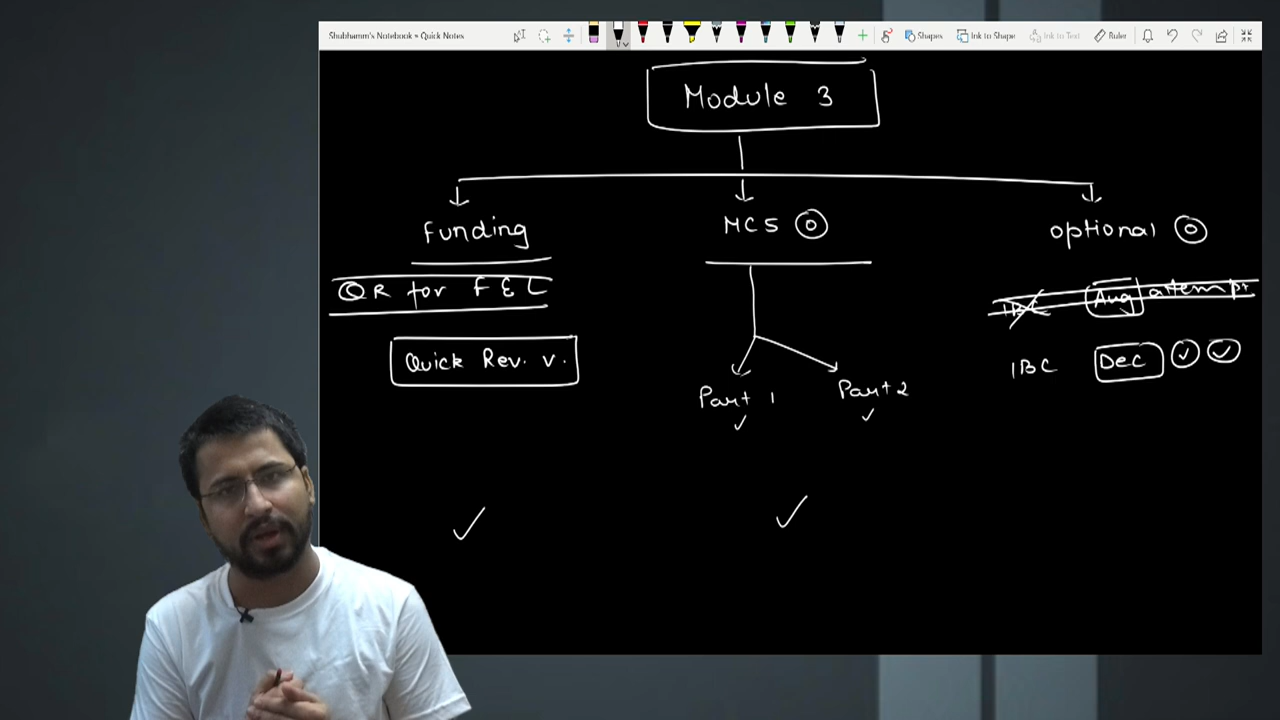 Shubhamm's Notebook » Quick Notes
Shapes
Ink to Shape
Ink to Text
Ruler
Module 3
Funding
MCS O
optional O
QR for F & L
IBC Aug attempt
Quick Rev. v.
IBC Dec
Part 1
Part 2